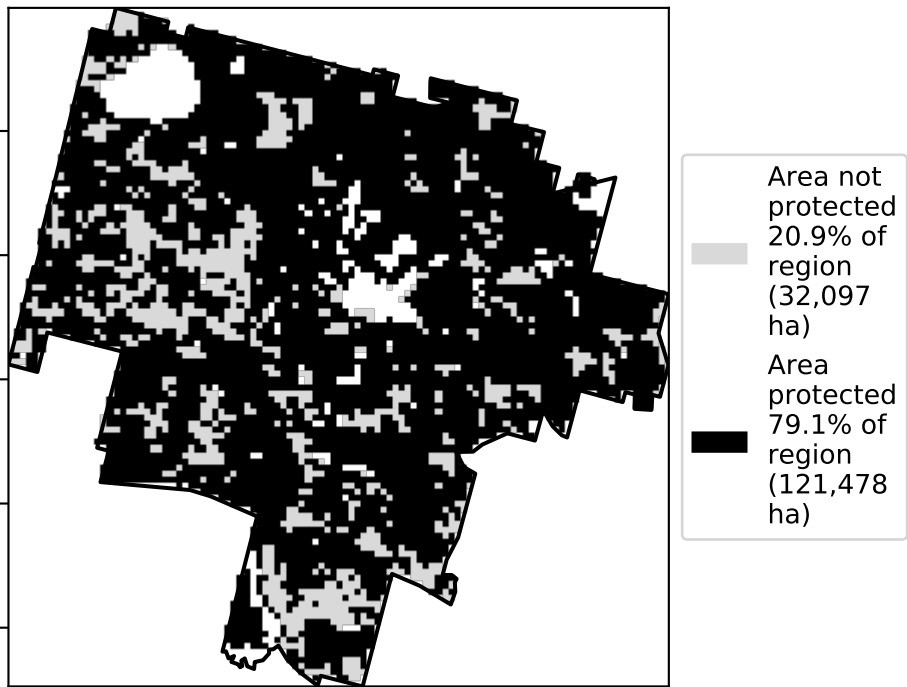 Area not
protected
20.9% of
region
(32,097
ha)
Area
protected
79.1% of
region
(121,478
ha)